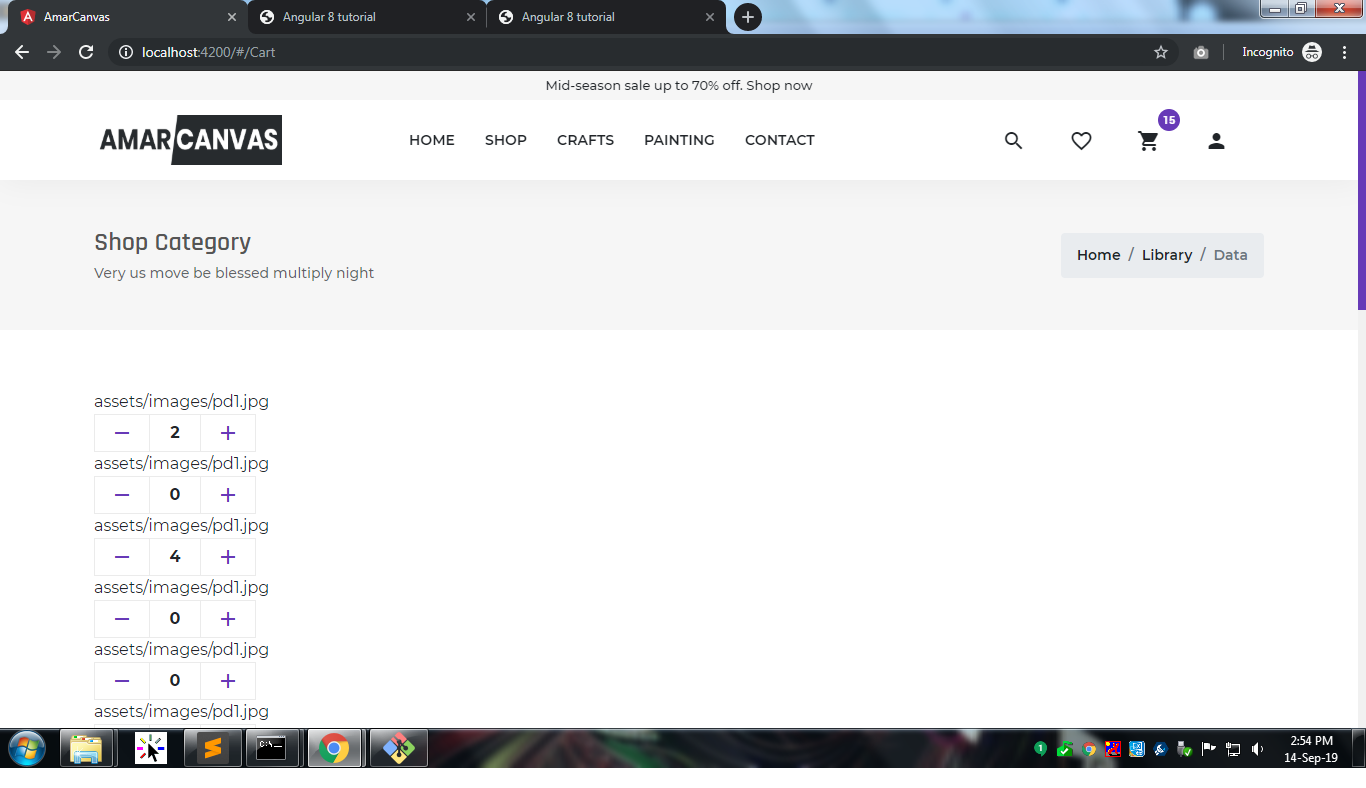 AmarCanvas
Angular 8 tutorial
Angular 8 tutorial
localhost:4200/#/Cart
Incognito
Mid-season sale up to 70% off. Shop now
AMARCANVAS
HOME SHOP CRAFTS PAINTING CONTACT
15
Shop Category
Very us move be blessed multiply night
Home / Library / Data
assets/images/pd1.jpg
− 2 +
assets/images/pd1.jpg
− 0 +
assets/images/pd1.jpg
− 4 +
assets/images/pd1.jpg
− 0 +
assets/images/pd1.jpg
− 0 +
assets/images/pd1.jpg
2:54 PM
14-Sep-19